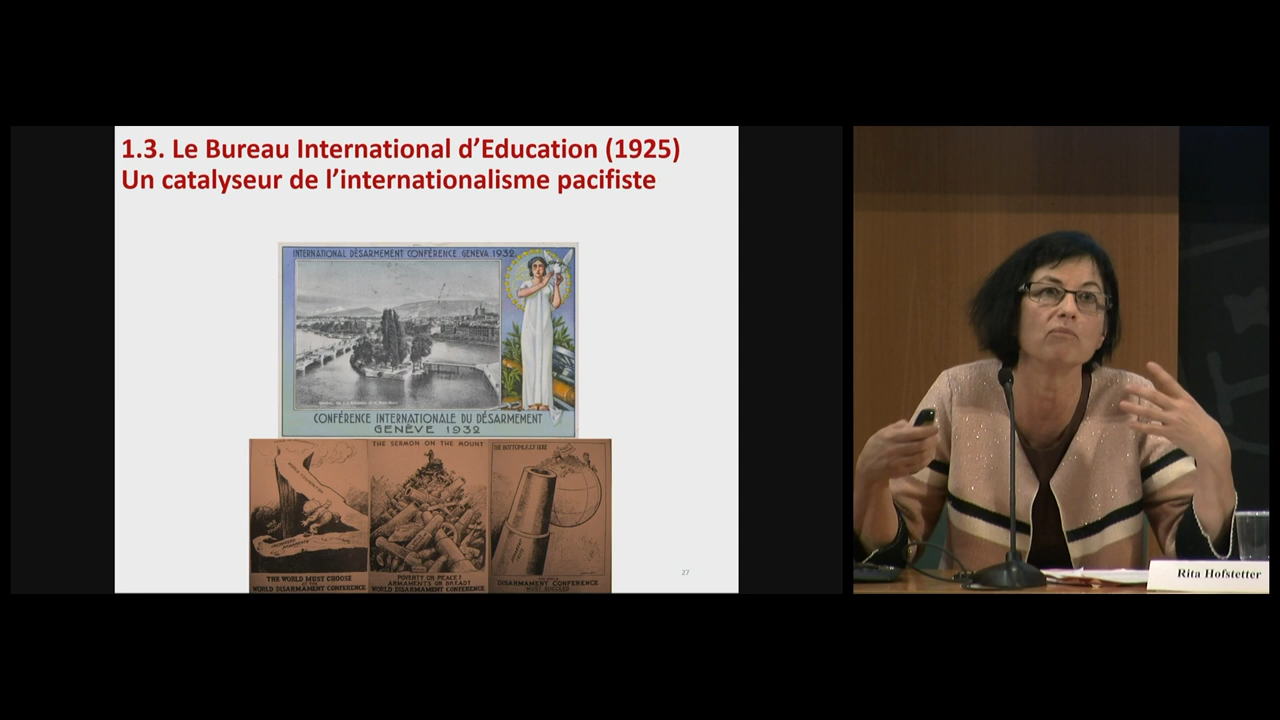 1.3. Le Bureau International d'Education (1925)
Un catalyseur de l'internationalisme pacifiste
INTERNATIONAL DÈSARMEMENT CONFÉRENCE GENEVA 1932.
CONFÉRENCE INTERNATIONALE DU DÉSARMEMENT
GENÈVE 1932
THE SERMON ON THE MOUNT
THE WORLD MUST CHOOSE
WORLD DISARMAMENT CONFERENCE
POVERTY OR PEACE?
ARMAMENTS OR BREAD?
WORLD DISARMAMENT CONFERENCE
DISARMAMENT CONFERENCE
MUST SUCCEED
27
Rita Hofstetter